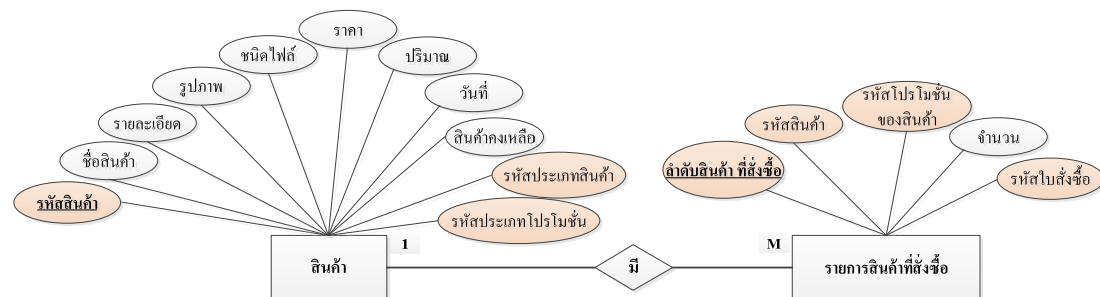 ราคา
ชนิดไฟล์
ปริมาณ
รูปภาพ
วันที่
รายละเอียด
สินค้าคงเหลือ
ชื่อสินค้า
รหัสประเภทสินค้า
รหัสสินค้า
รหัสประเภทโปรโมชั่น
รหัสโปรโมชั่น
ของสินค้า
รหัสสินค้า
จำนวน
ลำดับสินค้า ที่สั่งซื้อ
รหัสใบสั่งซื้อ
สินค้า
1
มี
M
รายการสินค้าที่สั่งซื้อ